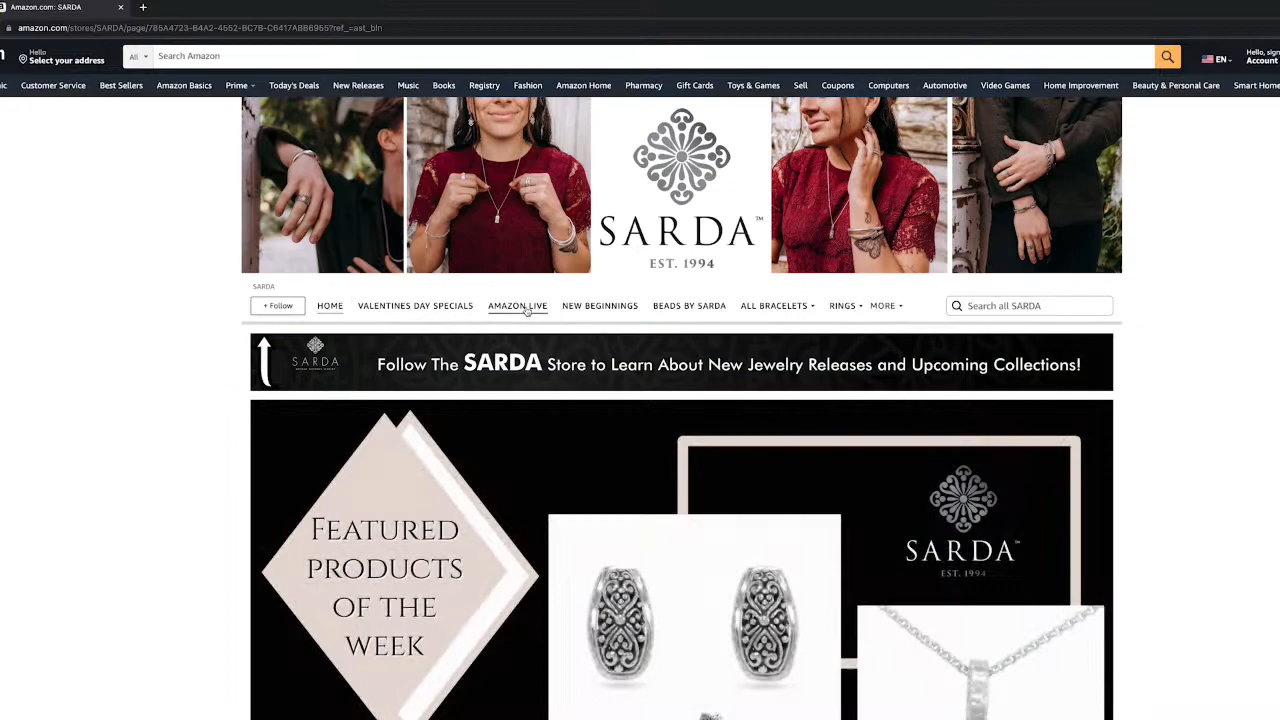 Amazon.com: SARDA
amazon.com/stores/SARDA/page/785A4723-B4A2-4552-BC7B-C6417ABB6955?ref_=ast_bln
Hello
Select your address
All
Search Amazon
EN
Hello, sign
Account
ic
Customer Service
Best Sellers
Amazon Basics
Prime
Today's Deals
New Releases
Music
Books
Registry
Fashion
Amazon Home
Pharmacy
Gift Cards
Toys & Games
Sell
Coupons
Computers
Automotive
Video Games
Home Improvement
Beauty & Personal Care
Smart Home
SARDA™
EST. 1994
SARDA
+ Follow
HOME
VALENTINES DAY SPECIALS
AMAZON LIVE
NEW BEGINNINGS
BEADS BY SARDA
ALL BRACELETS
RINGS
MORE
Search all SARDA
SARDA
Follow The SARDA Store to Learn About New Jewelry Releases and Upcoming Collections!
FEATURED
PRODUCTS
OF THE
WEEK
SARDA™
EST. 1994